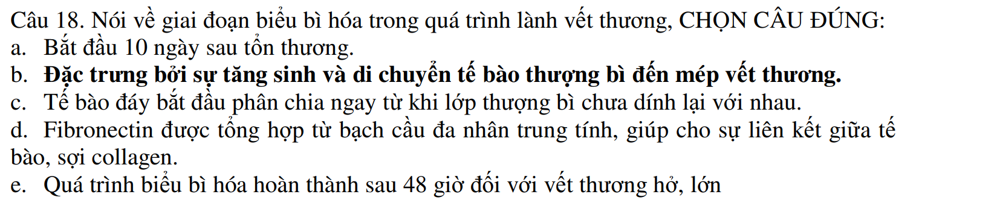 Câu 18. Nói về giai đoạn biểu bì hóa trong quá trình lành vết thương, CHỌN CÂU ĐÚNG:
a. Bắt đầu 10 ngày sau tổn thương.
b. Đặc trưng bởi sự tăng sinh và di chuyển tế bào thượng bì đến mép vết thương.
c. Tế bào đáy bắt đầu phân chia ngay từ khi lớp thượng bì chưa dính lại với nhau.
d. Fibronectin được tổng hợp từ bạch cầu đa nhân trung tính, giúp cho sự liên kết giữa tế
bào, sợi collagen.
e. Quá trình biểu bì hóa hoàn thành sau 48 giờ đối với vết thương hở, lớn